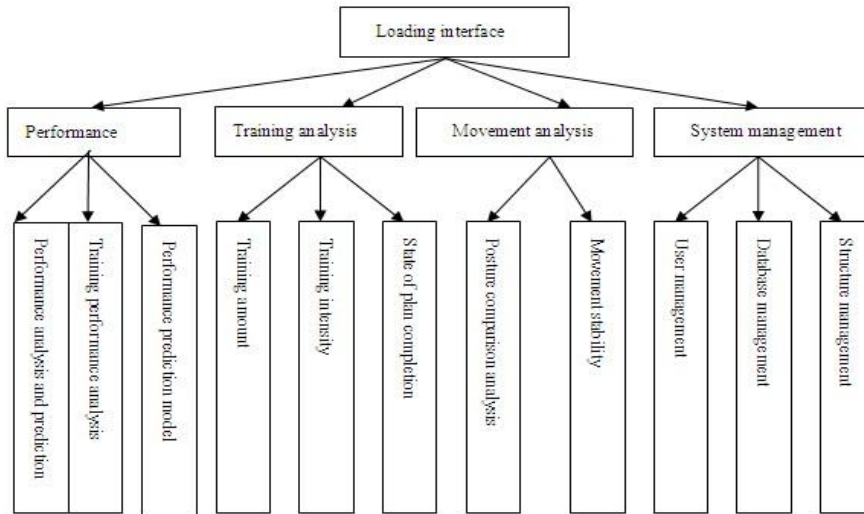 Loading interface
Performance
Training analysis
Movement analysis
System management
Performance analysis and prediction
Training performance analysis
Performance prediction model
Training amount
Training intensity
State of plan completion
Posture comparison analysis
Movement stability
User management
Database management
Structure management